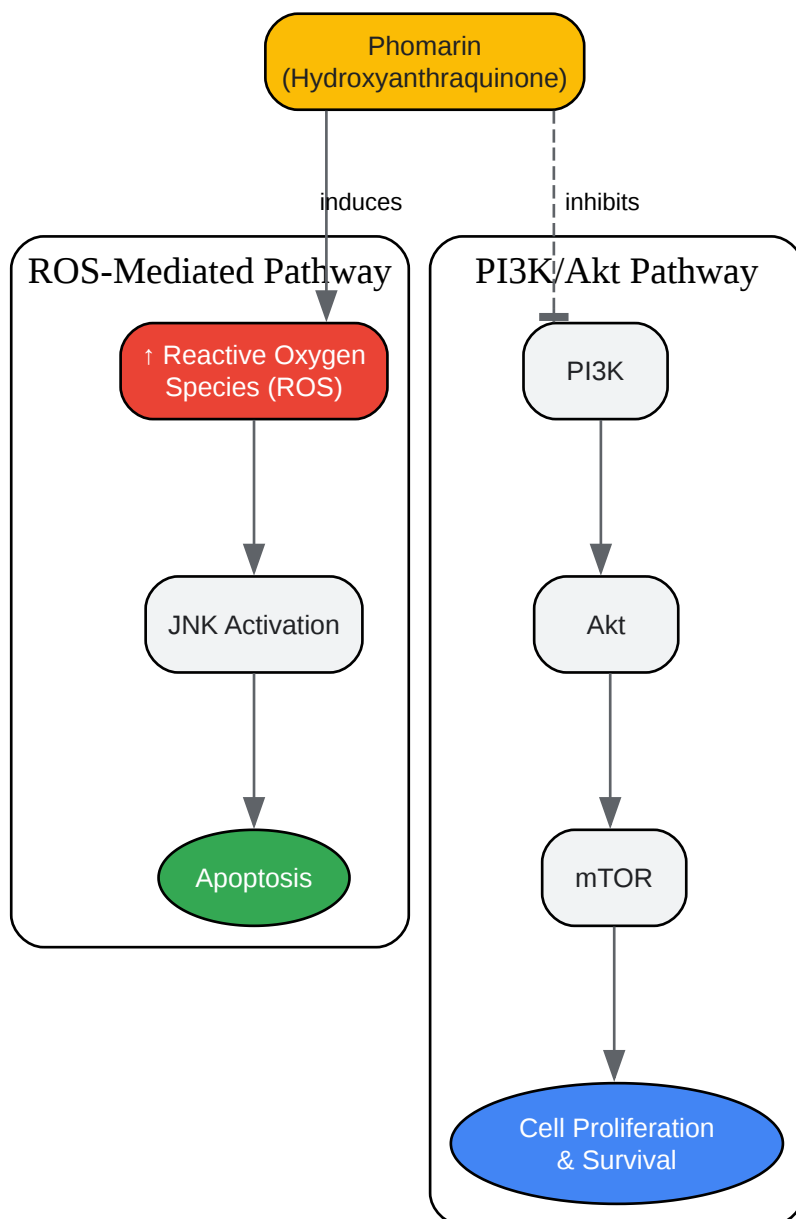 Phomarin
(Hydroxyanthraquinone)
induces
inhibits
ROS-Mediated Pathway
PI3K/Akt Pathway
↑ Reactive Oxygen
Species (ROS)
PI3K
JNK Activation
Akt
Apoptosis
mTOR
Cell Proliferation
& Survival